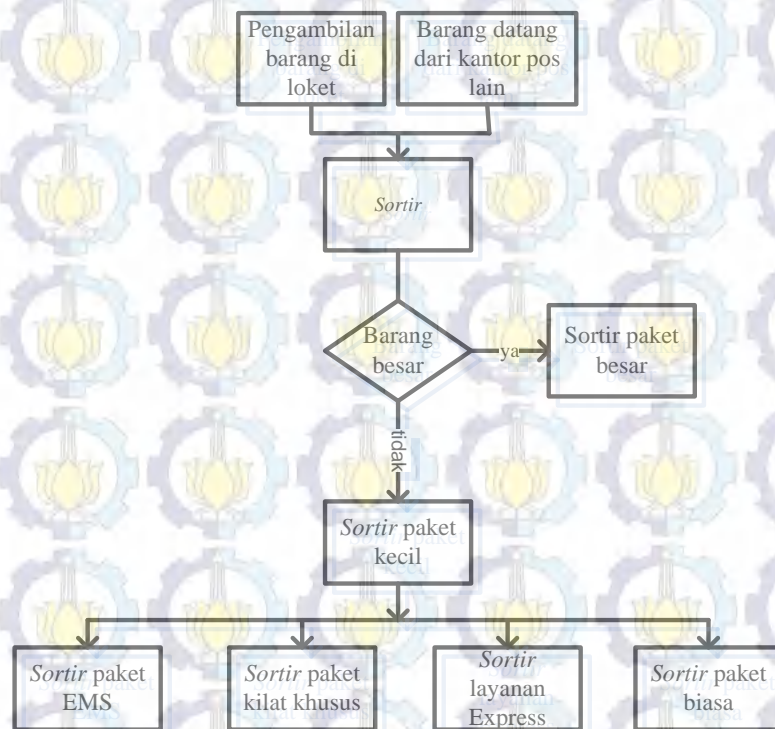 Pengambilan
barang di
loket
Barang datang
dari kantor pos
lain
Sortir
Barang
besar
ya
Sortir paket
besar
tidak
Sortir paket
kecil
Sortir paket
EMS
Sortir paket
kilat khusus
Sortir
layanan
Express
Sortir paket
biasa